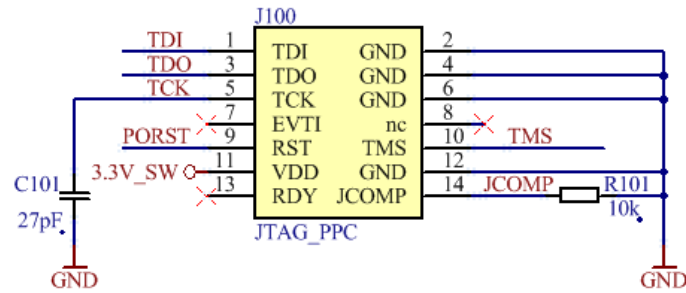 J100
TDI 1 TDI GND 2
TDO 3 TDO GND 4
TCK 5 TCK GND 6
7 EVTI nc 8
PORST 9 RST TMS 10 TMS
3.3V_SW 11 VDD GND 12
13 RDY JCOMP 14 JCOMP R101
C101 10k
27pF JTAG_PPC
GND GND